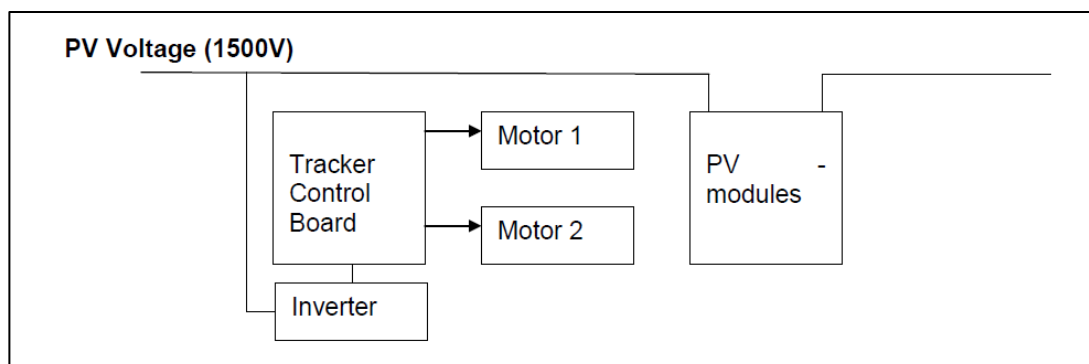 PV Voltage (1500V)
Motor 1
Tracker
Control
Board
PV -
modules
Motor 2
Inverter